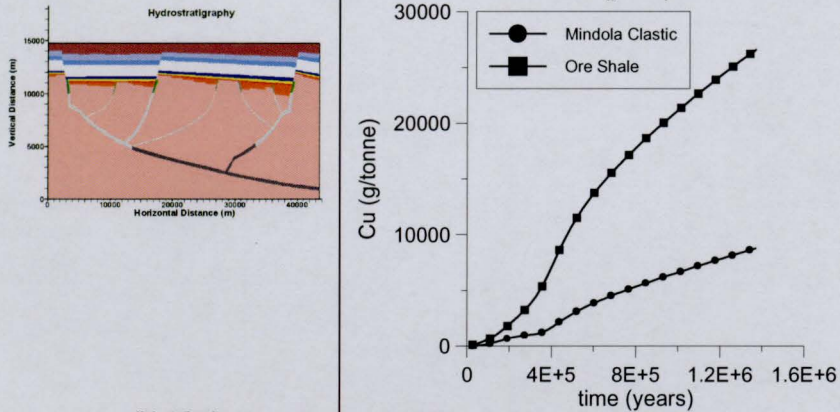 Hydrostratigraphy
Vertical Distance (m)
15000
10000
5000
0
0 10000 20000 30000 40000
Horizontal Distance (m)
30000
20000
10000
0
Cu (g/tonne)
Mindola Clastic
Ore Shale
0 4E+5 8E+5 1.2E+6 1.6E+6
time (years)